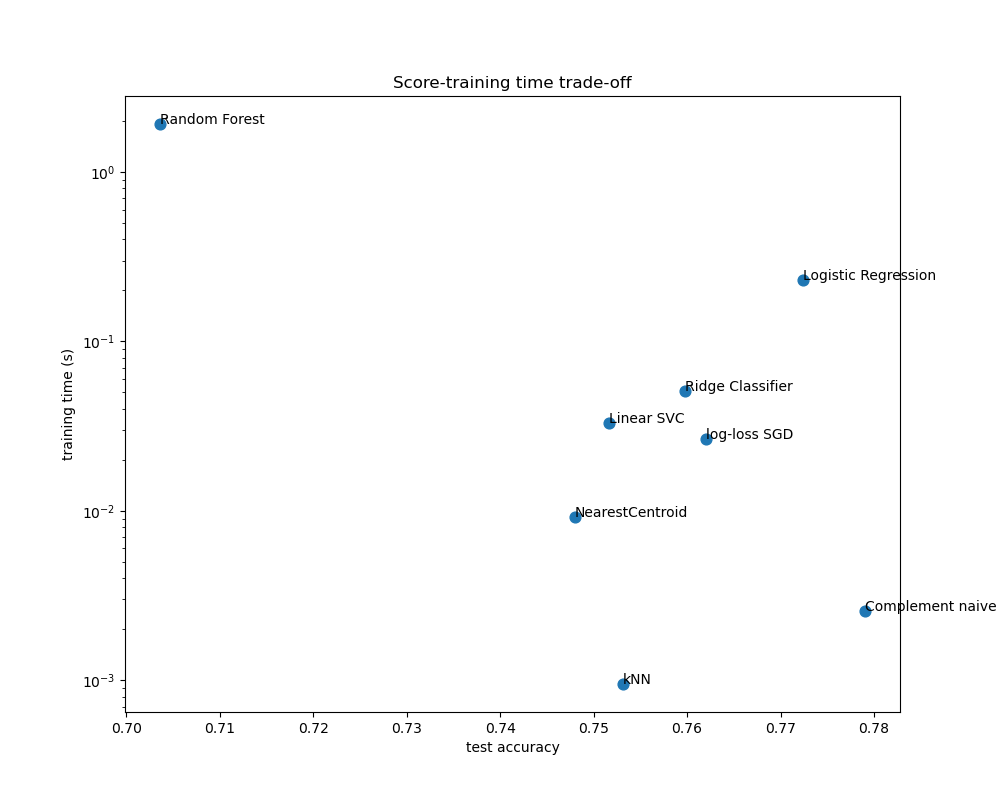 Score-training time trade-off
Random Forest
Logistic Regression
Ridge Classifier
Linear SVC
log-loss SGD
NearestCentroid
Complement naive
kNN
training time (s)
10⁰
10⁻¹
10⁻²
10⁻³
0.70 0.71 0.72 0.73 0.74 0.75 0.76 0.77 0.78
test accuracy